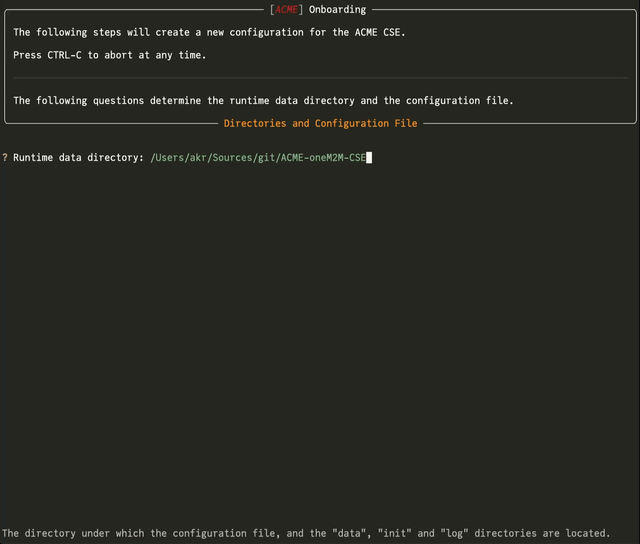 [ACME] Onboarding
The following steps will create a new configuration for the ACME CSE.
Press CTRL-C to abort at any time.
The following questions determine the runtime data directory and the configuration file.
Directories and Configuration File
? Runtime data directory: /Users/akr/Sources/git/ACME-oneM2M-CSE
The directory under which the configuration file, and the "data", "init" and "log" directories are located.